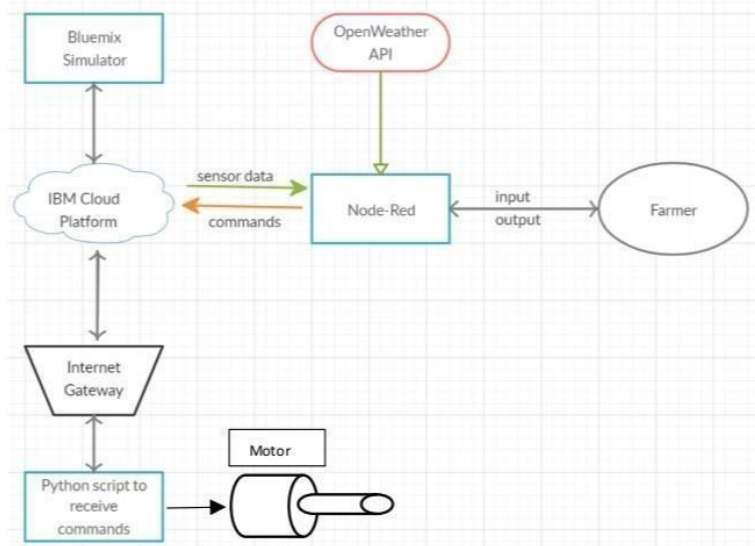 Bluemix
Simulator
OpenWeather
API
IBM Cloud
Platform
sensor data
commands
Node-Red
input
output
Farmer
Internet
Gateway
Motor
Python script to
receive
commands